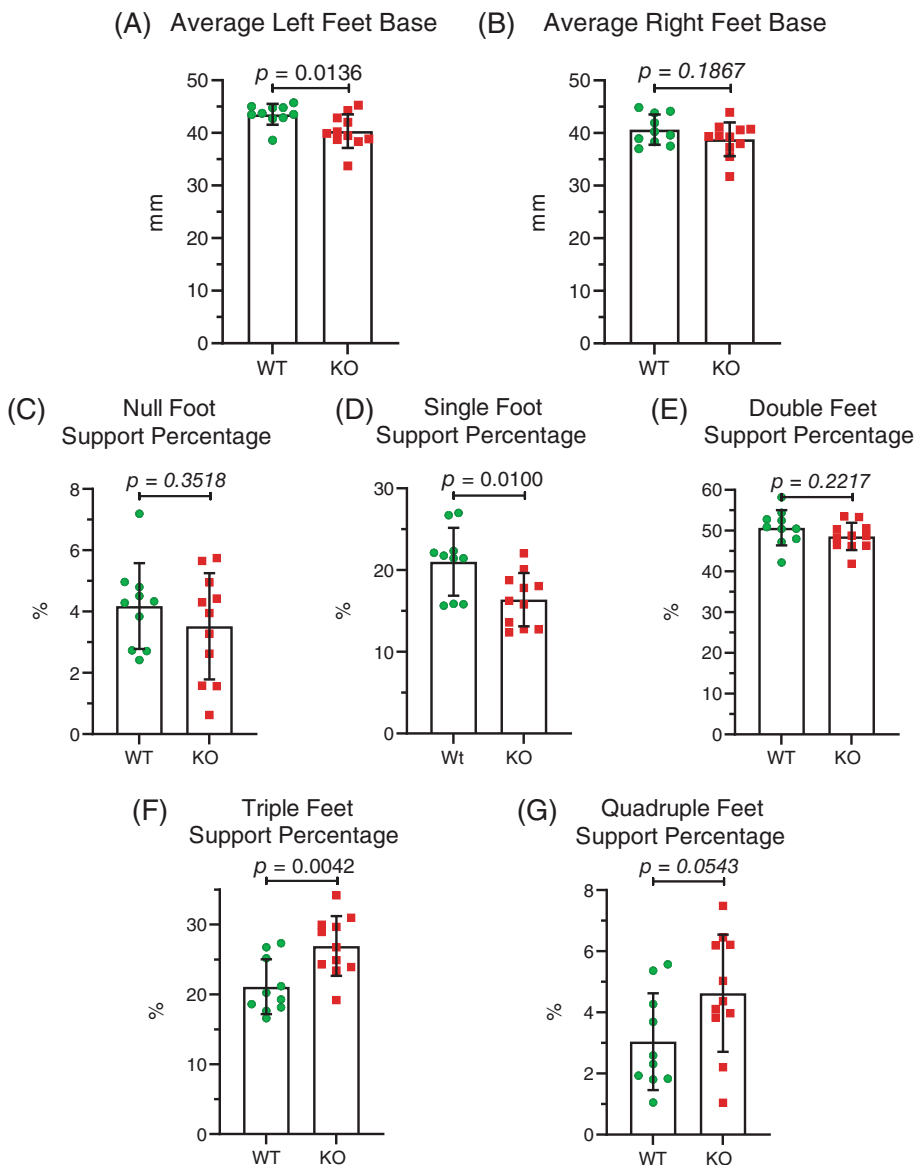 (A) Average Left Feet Base
p = 0.0136
50
40
30
20
10
0
mm
WT
KO
(B) Average Right Feet Base
p = 0.1867
50
40
30
20
10
0
mm
WT
KO
(C) Null Foot
Support Percentage
p = 0.3518
8
6
4
2
0
%
WT
KO
(D) Single Foot
Support Percentage
p = 0.0100
30
20
10
0
%
Wt
KO
(E) Double Feet
Support Percentage
p = 0.2217
60
50
40
30
20
10
0
%
WT
KO
(F) Triple Feet
Support Percentage
p = 0.0042
30
20
10
0
%
WT
KO
(G) Quadruple Feet
Support Percentage
p = 0.0543
8
6
4
2
0
%
WT
KO